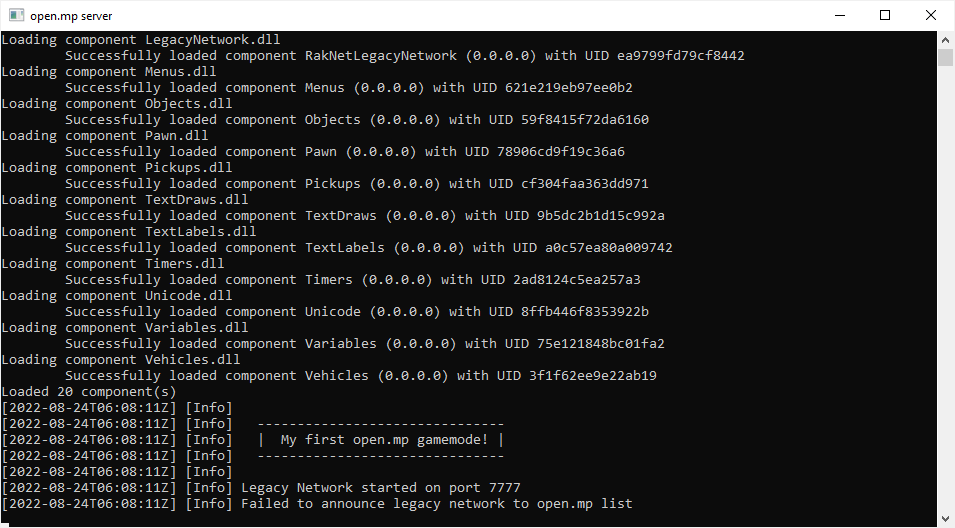 open.mp server
Loading component LegacyNetwork.dll
Successfully loaded component RakNetLegacyNetwork (0.0.0.0) with UID ea9799fd79cf8442
Loading component Menus.dll
Successfully loaded component Menus (0.0.0.0) with UID 621e219eb97ee0b2
Loading component Objects.dll
Successfully loaded component Objects (0.0.0.0) with UID 59f8415f72da6160
Loading component Pawn.dll
Successfully loaded component Pawn (0.0.0.0) with UID 78906cd9f19c36a6
Loading component Pickups.dll
Successfully loaded component Pickups (0.0.0.0) with UID cf304faa363dd971
Loading component TextDraws.dll
Successfully loaded component TextDraws (0.0.0.0) with UID 9b5dc2b1d15c992a
Loading component TextLabels.dll
Successfully loaded component TextLabels (0.0.0.0) with UID a0c57ea80a009742
Loading component Timers.dll
Successfully loaded component Timers (0.0.0.0) with UID 2ad8124c5ea257a3
Loading component Unicode.dll
Successfully loaded component Unicode (0.0.0.0) with UID 8ffb446f8353922b
Loading component Variables.dll
Successfully loaded component Variables (0.0.0.0) with UID 75e121848bc01fa2
Loading component Vehicles.dll
Successfully loaded component Vehicles (0.0.0.0) with UID 3f1f62ee9e22ab19
Loaded 20 component(s)
[2022-08-24T06:08:11Z] [Info]
[2022-08-24T06:08:11Z] [Info]   -------------------------------
[2022-08-24T06:08:11Z] [Info]   |  My first open.mp gamemode! |
[2022-08-24T06:08:11Z] [Info]   -------------------------------
[2022-08-24T06:08:11Z] [Info]
[2022-08-24T06:08:11Z] [Info] Legacy Network started on port 7777
[2022-08-24T06:08:11Z] [Info] Failed to announce legacy network to open.mp list